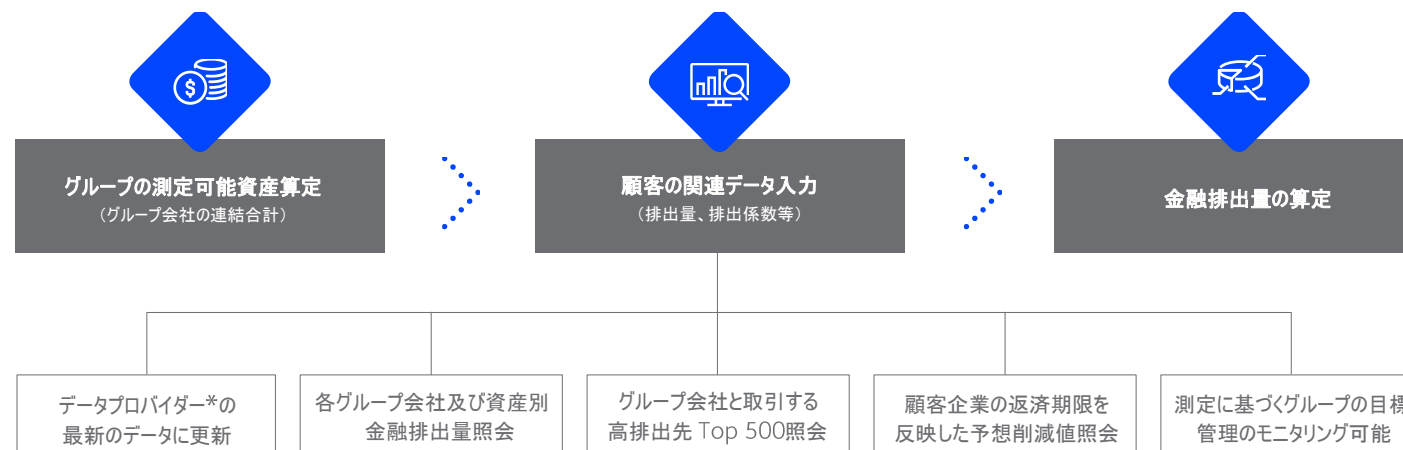 グループの測定可能資産算定
（グループ会社の連結合計）
顧客の関連データ入力
（排出量、排出係数等）
金融排出量の算定
データプロバイダー*の
最新のデータに更新
各グループ会社及び資産別
金融排出量照会
グループ会社と取引する
高排出先 Top 500照会
顧客企業の返済期限を
反映した予想削減値照会
測定に基づくグループの目標
管理のモニタリング可能